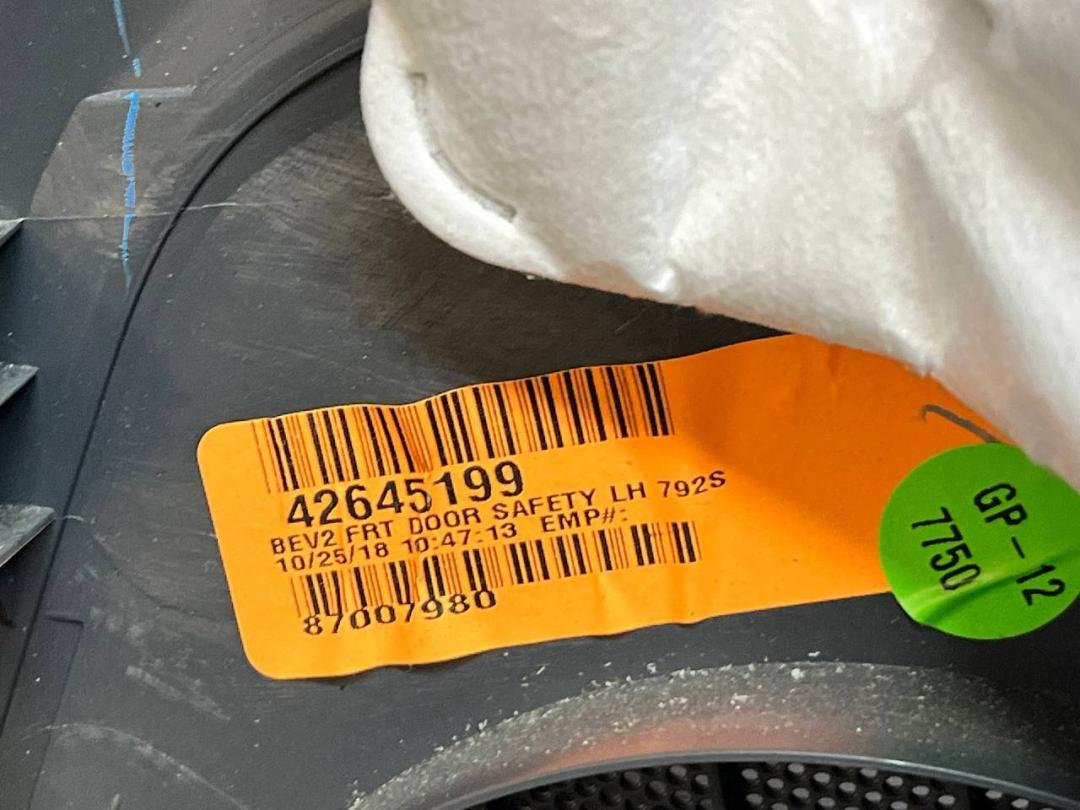 42645199
BEV2 FRT DOOR SAFETY LH 792S
10/25/18 10:47:13 EMP#:
87007980
GP-12
7750